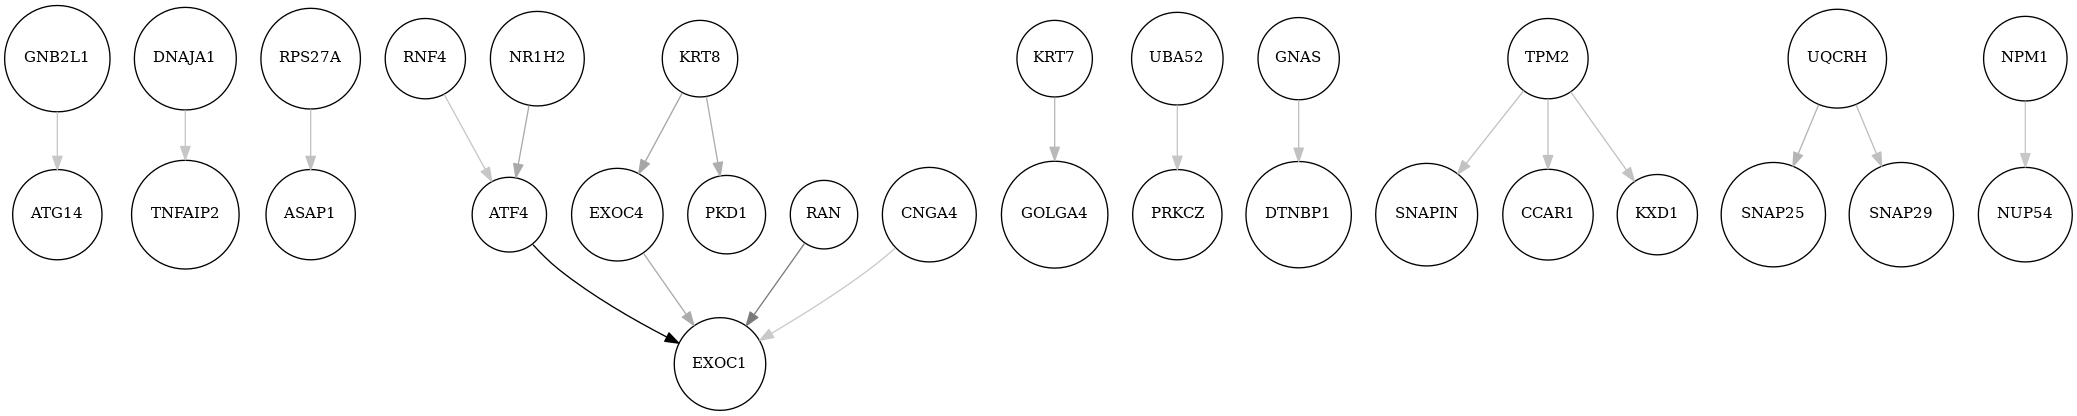 GNB2L1
DNAJA1
RPS27A
RNF4
NR1H2
KRT8
KRT7
UBA52
GNAS
TPM2
UQCRH
NPM1
ATG14
TNFAIP2
ASAP1
ATF4
EXOC4
PKD1
RAN
CNGA4
GOLGA4
PRKCZ
DTNBP1
SNAPIN
CCAR1
KXD1
SNAP25
SNAP29
NUP54
EXOC1